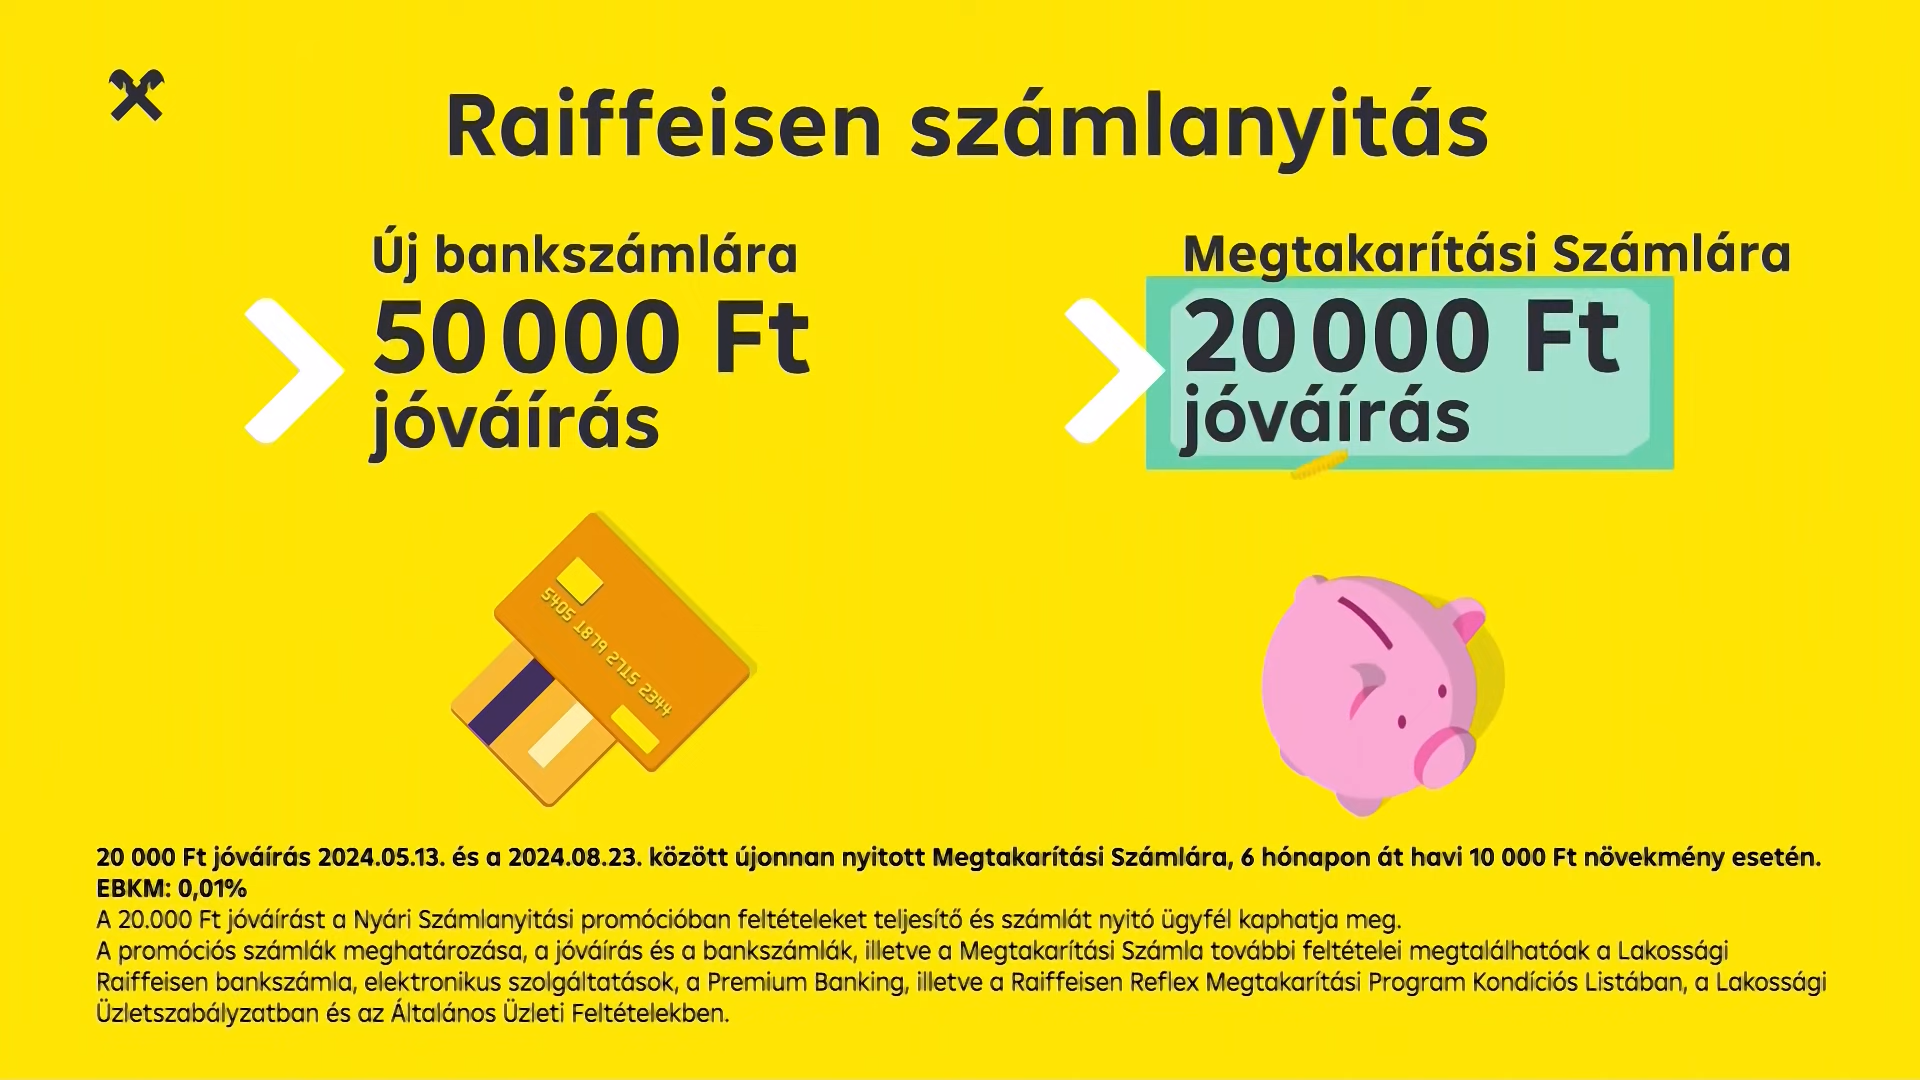 Raiffeisen számlanyitás
Új bankszámlára
50 000 Ft
jóváírás
Megtakarítási Számlára
20 000 Ft
jóváírás
5405 1879 2715 2344
20 000 Ft jóváírás 2024.05.13. és a 2024.08.23. között újonnan nyitott Megtakarítási Számlára, 6 hónapon át havi 10 000 Ft növekmény esetén.
EBKM: 0,01%
A 20.000 Ft jóváírást a Nyári Számlanyitási promócióban feltételeket teljesítő és számlát nyitó ügyfél kaphatja meg.
A promóciós számlák meghatározása, a jóváírás és a bankszámlák, illetve a Megtakarítási Számla további feltételei megtalálhatóak a Lakossági
Raiffeisen bankszámla, elektronikus szolgáltatások, a Premium Banking, illetve a Raiffeisen Reflex Megtakarítási Program Kondíciós Listában, a Lakossági
Üzletszabályzatban és az Általános Üzleti Feltételekben.